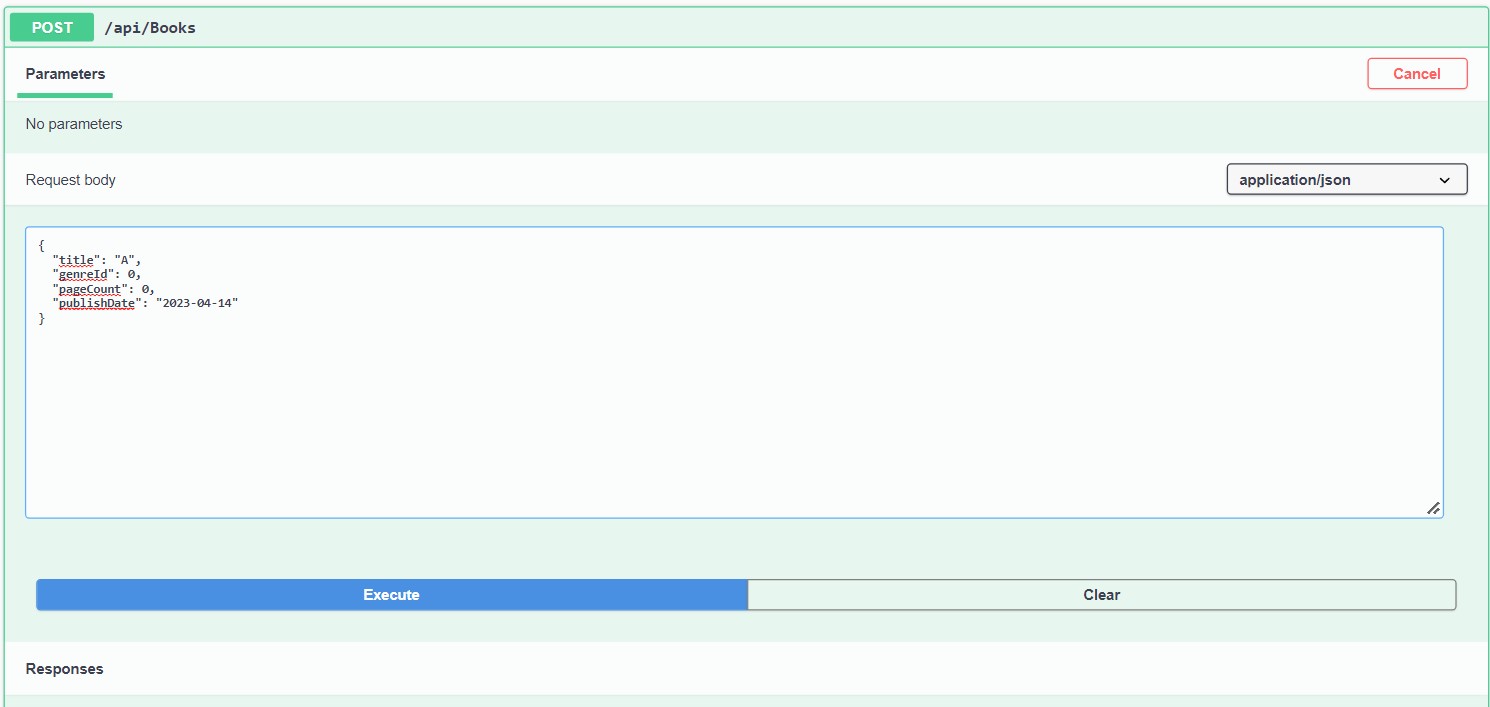 POST /api/Books
Parameters
Cancel
No parameters
Request body
application/json
{
  "title": "A",
  "genreId": 0,
  "pageCount": 0,
  "publishDate": "2023-04-14"
}
Execute
Clear
Responses